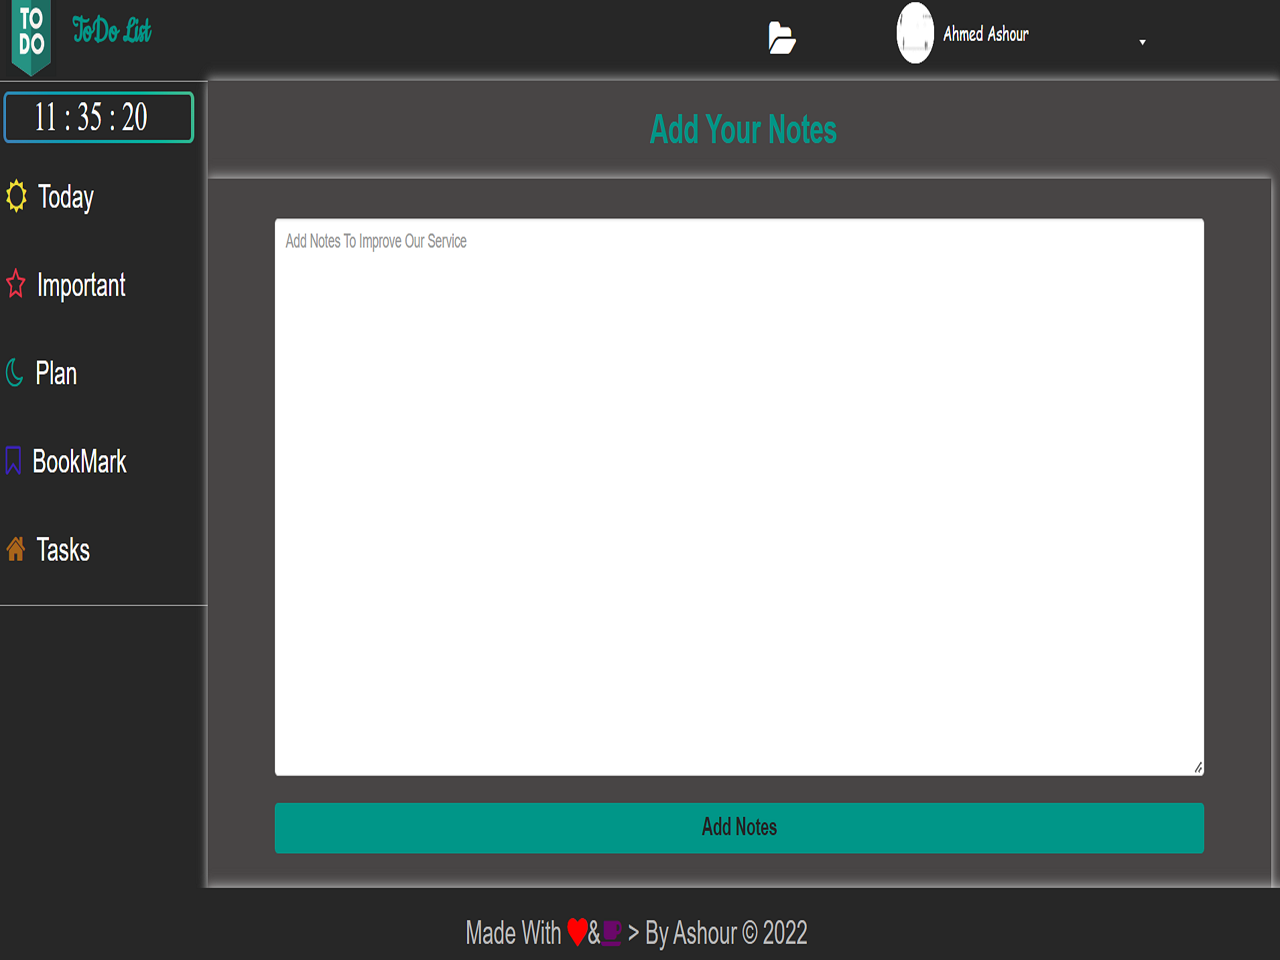 TO
DO
ToDo List
Ahmed Ashour
11 : 35 : 20
Add Your Notes
Today
Important
Plan
BookMark
Tasks
Add Notes To Improve Our Service
Add Notes
Made With ♥& > By Ashour © 2022